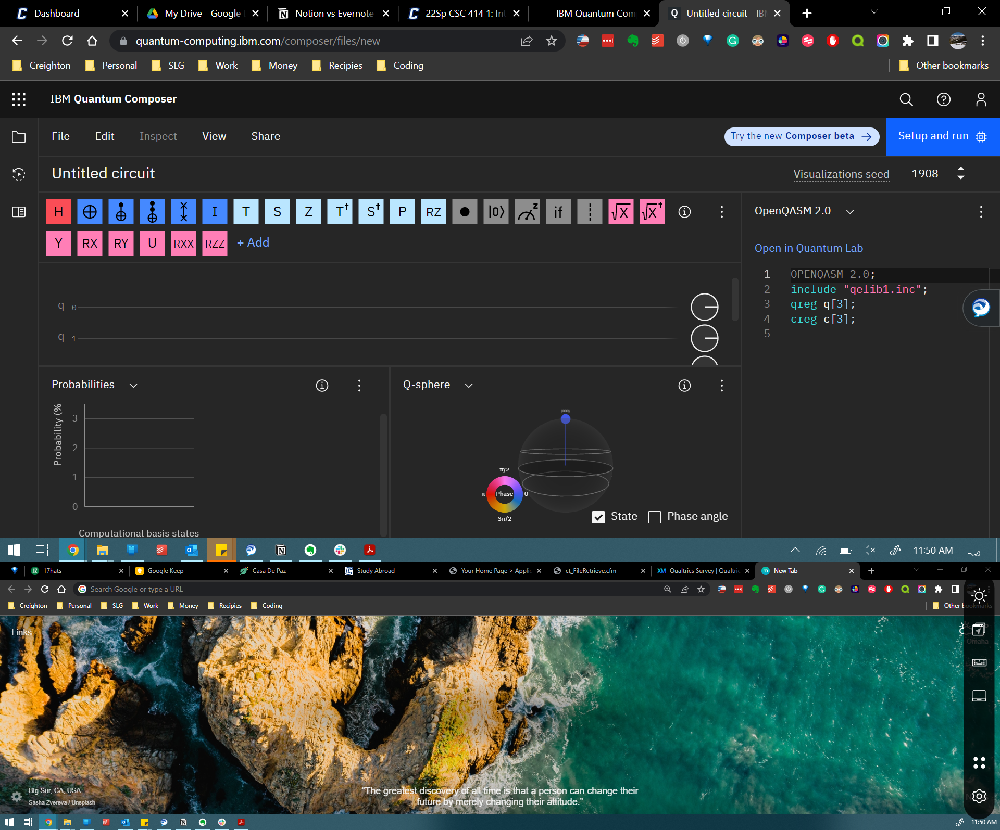 Dashboard
My Drive - Google
Notion vs Evernote
22Sp CSC 414 1: Int
IBM Quantum Com
Untitled circuit - IBM
quantum-computing.ibm.com/composer/files/new
Creighton
Personal
SLG
Work
Money
Recipies
Coding
Other bookmarks
IBM Quantum Composer
File
Edit
Inspect
View
Share
Try the new Composer beta
Setup and run
Untitled circuit
Visualizations seed
1908
H
I
T
S
Z
T†
S†
P
RZ
|0⟩
z
if
√X
√X†
OpenQASM 2.0
Y
RX
RY
U
RXX
RZZ
+ Add
Open in Quantum Lab
1 OPENQASM 2.0;
2 include "qelib1.inc";
3 qreg q[3];
4 creg c[3];
5
q 0
q 1
Probabilities
Q-sphere
Probability (%
3
2
1
0
Computational basis states
π/2
π
Phase
0
3π/2
State
Phase angle
11:50 AM
17hats
Google Keep
Casa De Paz
Study Abroad
Your Home Page > Applic
ct_FileRetrieve.cfm
Qualtrics Survey | Qualtric
New Tab
Search Google or type a URL
Creighton
Personal
SLG
Work
Money
Recipies
Coding
Other bookmarks
Links
Omaha
Big Sur, CA, USA
Sasha Zvereva / Unsplash
“The greatest discovery of all time is that a person can change their
future by merely changing their attitude.”
11:50 AM